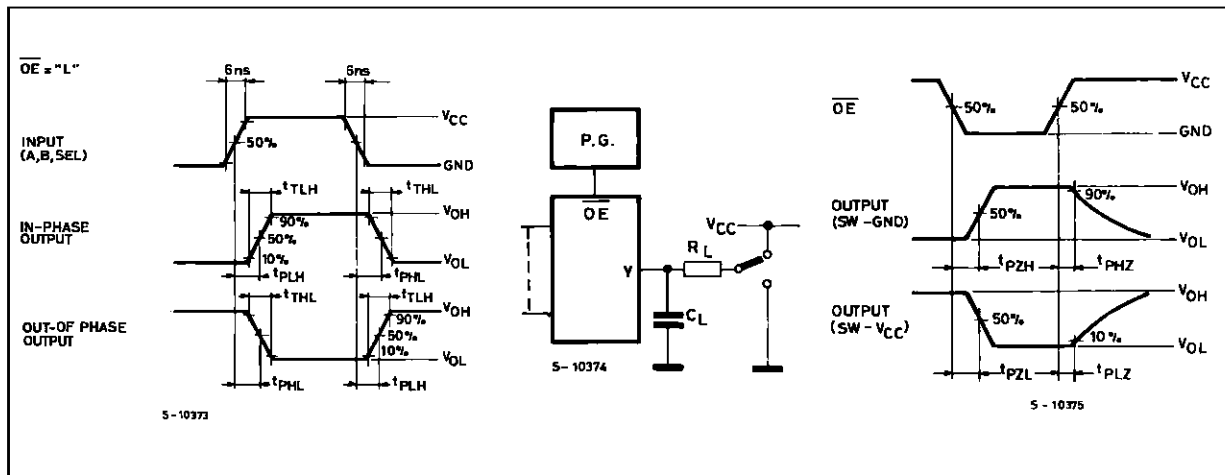 OE = "L"
6ns
6ns
INPUT
(A,B,SEL)
50%
VCC
GND
tTLH
tTHL
IN-PHASE
OUTPUT
90%
50%
10%
VOH
VOL
tPLH
tPHL
tTHL
tTLH
OUT-OF PHASE
OUTPUT
90%
50%
10%
VOH
VOL
tPHL
tPLH
S-10373
P.G.
OE
Y
VCC
RL
CL
S-10374
OE
50%
50%
VCC
GND
OUTPUT
(SW-GND)
50%
90%
VOH
VOL
tPZH
tPHZ
OUTPUT
(SW-VCC)
50%
10%
VOH
VOL
tPZL
tPLZ
S-10375